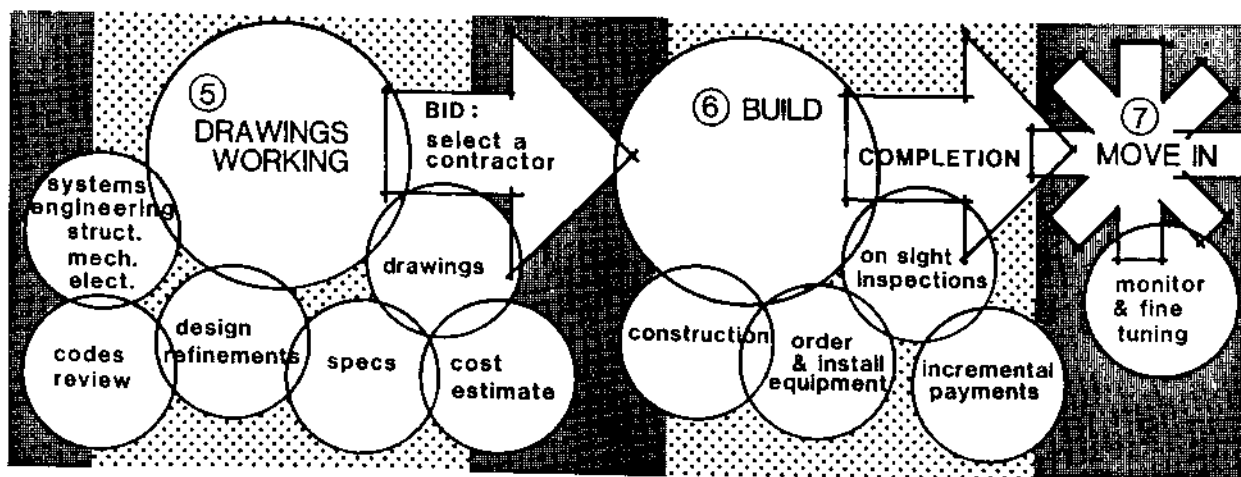 ⑤
DRAWINGS
WORKING
BID:
select a
contractor
systems
engineering
struct.
mech.
elect.
codes
review
design
refinements
specs
drawings
cost
estimate
⑥ BUILD
COMPLETION
construction
order
& install
equipment
on sight
inspections
incremental
payments
⑦
MOVE IN
monitor
& fine
tuning